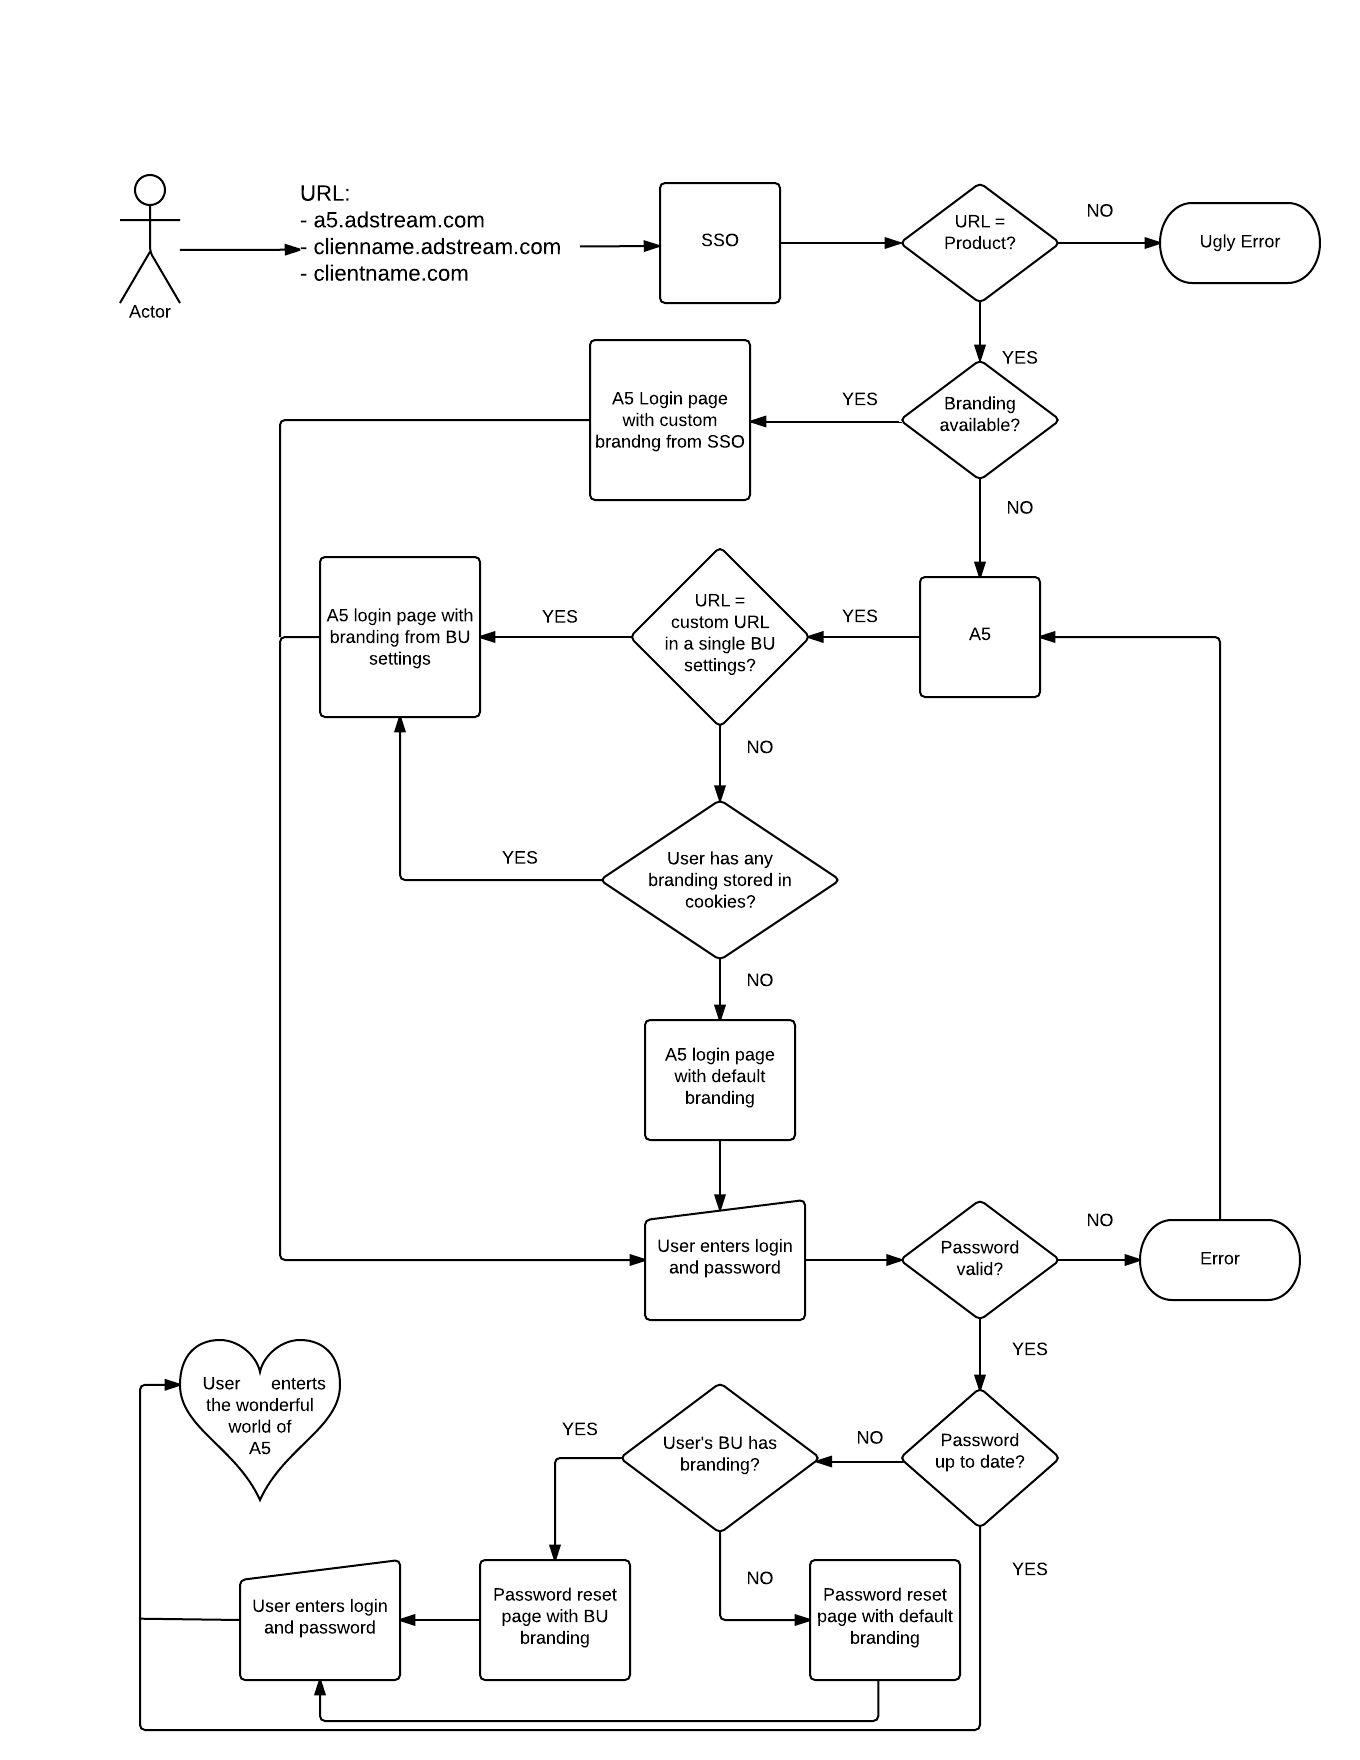 URL:
- a5.adstream.com
- clienname.adstream.com
- clientname.com
Actor
SSO
URL =
Product?
NO
Ugly Error
YES
A5 Login page
with custom
brandng from SSO
YES
Branding
available?
NO
A5 login page with
branding from BU
settings
YES
URL =
custom URL
in a single BU
settings?
YES
A5
NO
YES
User has any
branding stored in
cookies?
NO
A5 login page
with default
branding
User enters login
and password
Password
valid?
NO
Error
YES
User enterts
the wonderful
world of
A5
YES
User's BU has
branding?
NO
Password
up to date?
YES
NO
User enters login
and password
Password reset
page with BU
branding
Password reset
page with default
branding